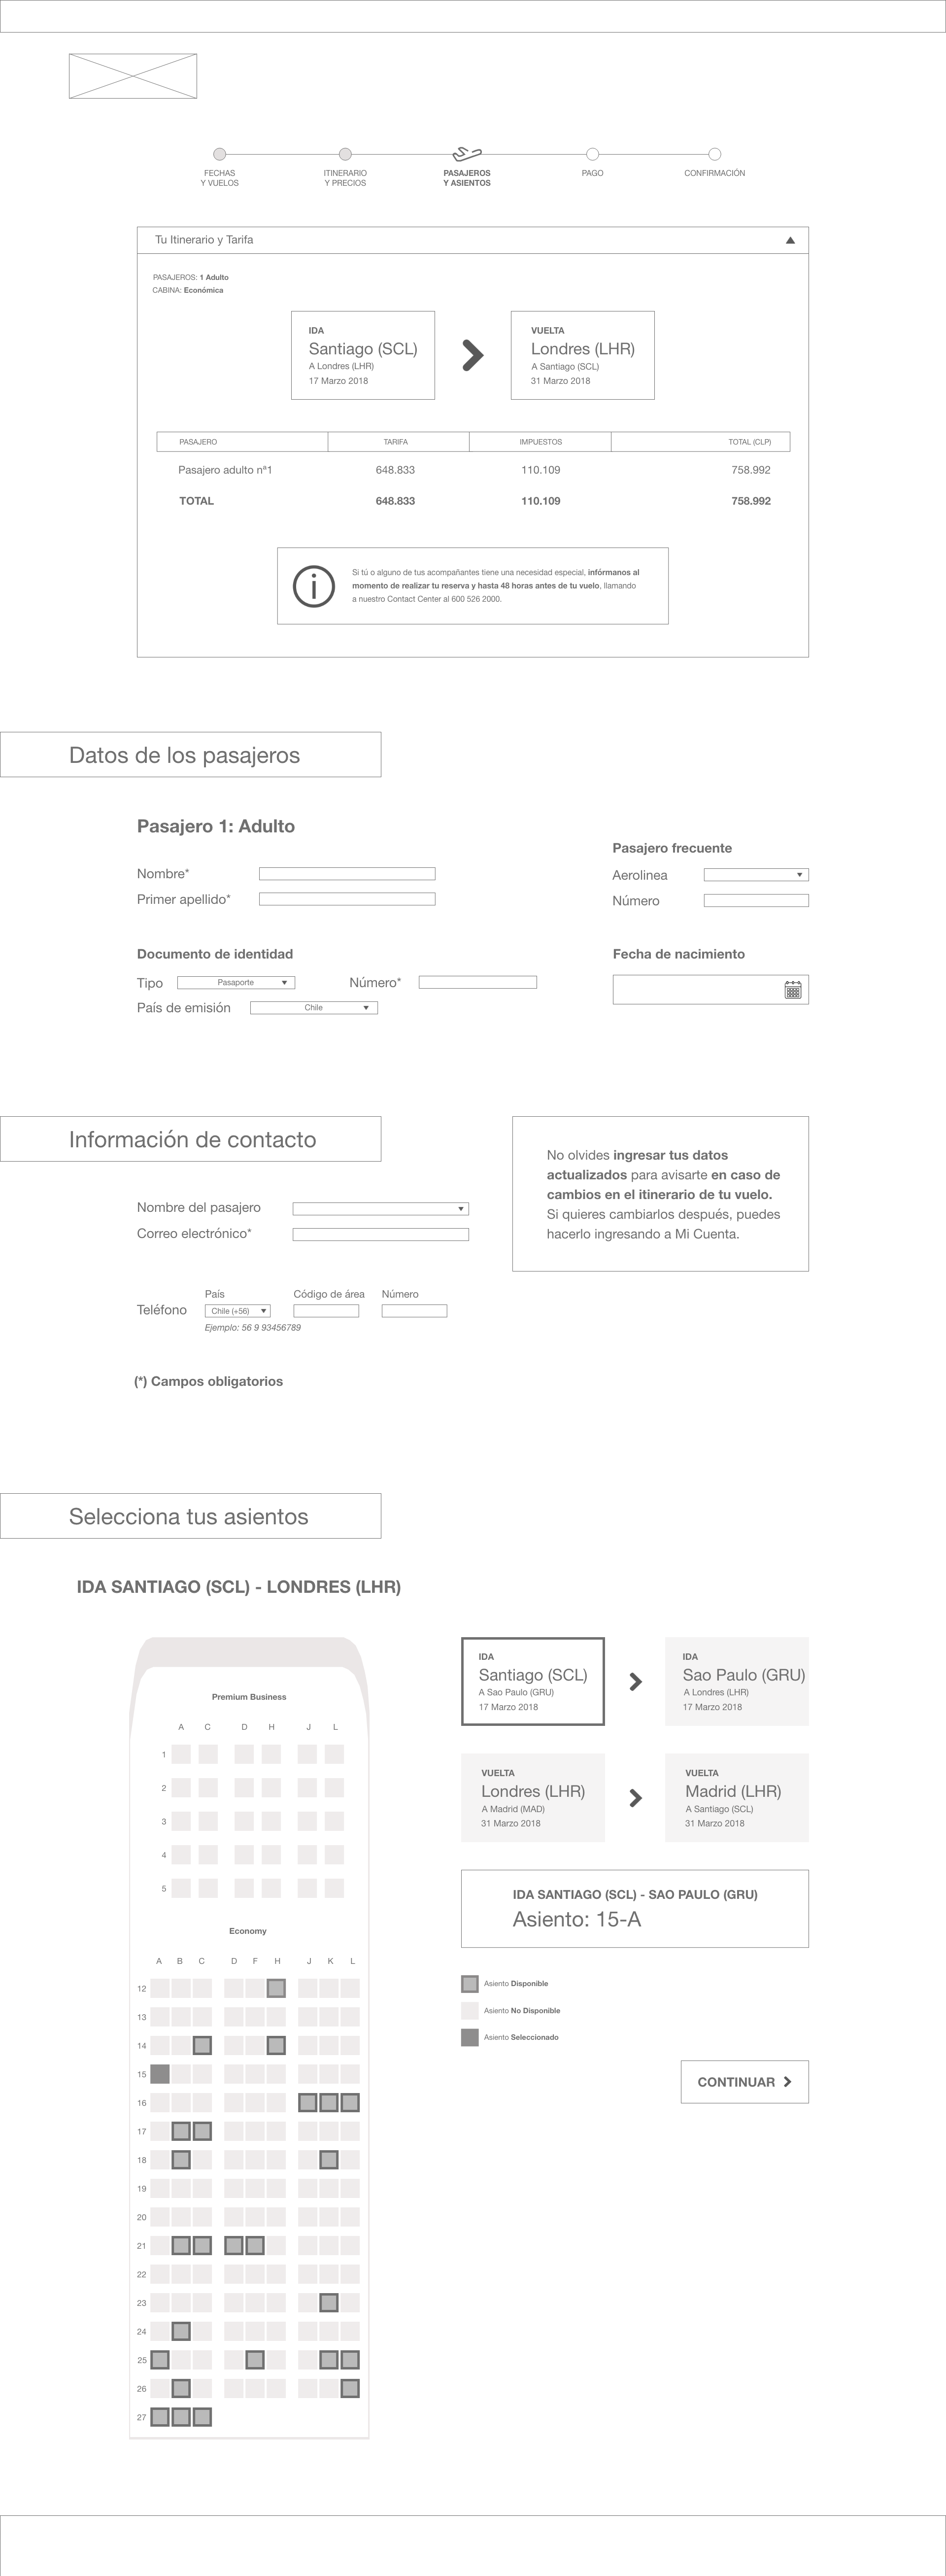 FECHAS
Y VUELOS
ITINERARIO
Y PRECIOS
PASAJEROS
Y ASIENTOS
PAGO
CONFIRMACIÓN
Tu Itinerario y Tarifa
PASAJEROS: 1 Adulto
CABINA: Económica
IDA
Santiago (SCL)
A Londres (LHR)
17 Marzo 2018
VUELTA
Londres (LHR)
A Santiago (SCL)
31 Marzo 2018
PASAJERO TARIFA IMPUESTOS TOTAL (CLP)
Pasajero adulto nª1 648.833 110.109 758.992
TOTAL 648.833 110.109 758.992
Si tú o alguno de tus acompañantes tiene una necesidad especial, infórmanos al
momento de realizar tu reserva y hasta 48 horas antes de tu vuelo, llamando
a nuestro Contact Center al 600 526 2000.
Datos de los pasajeros
Pasajero 1: Adulto
Nombre*
Primer apellido*
Pasajero frecuente
Aerolinea
Número
Documento de identidad
Tipo Pasaporte Número*
País de emisión Chile
Fecha de nacimiento
Información de contacto
Nombre del pasajero
Correo electrónico*
No olvides ingresar tus datos
actualizados para avisarte en caso de
cambios en el itinerario de tu vuelo.
Si quieres cambiarlos después, puedes
hacerlo ingresando a Mi Cuenta.
País Código de área Número
Teléfono Chile (+56)
Ejemplo: 56 9 93456789
(*) Campos obligatorios
Selecciona tus asientos
IDA SANTIAGO (SCL) - LONDRES (LHR)
Premium Business
A C D H J L
1
2
3
4
5
Economy
A B C D F H J K L
12
13
14
15
16
17
18
19
20
21
22
23
24
25
26
27
IDA
Santiago (SCL)
A Sao Paulo (GRU)
17 Marzo 2018
IDA
Sao Paulo (GRU)
A Londres (LHR)
17 Marzo 2018
VUELTA
Londres (LHR)
A Madrid (MAD)
31 Marzo 2018
VUELTA
Madrid (LHR)
A Santiago (SCL)
31 Marzo 2018
IDA SANTIAGO (SCL) - SAO PAULO (GRU)
Asiento: 15-A
Asiento Disponible
Asiento No Disponible
Asiento Seleccionado
CONTINUAR